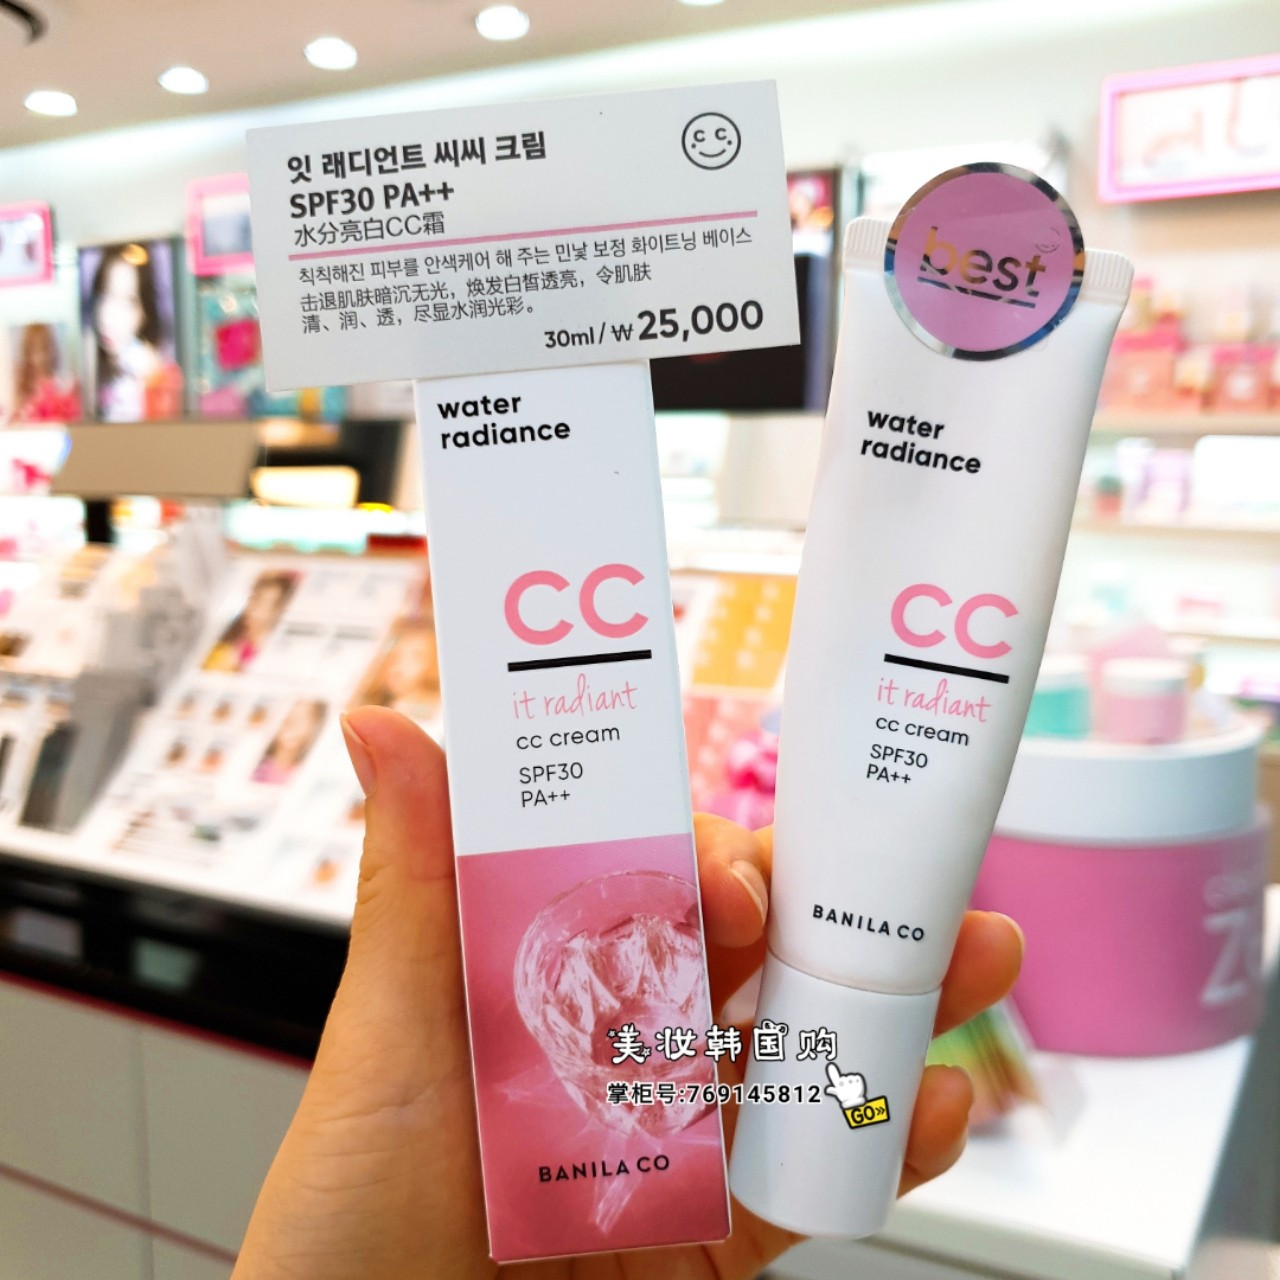 잇 래디언트 씨씨 크림
SPF30 PA++
水分亮白CC霜
칙칙해진 피부를 안색케어 해 주는 민낯 보정 화이트닝 베이스
击退肌肤暗沉无光，焕发白皙透亮，令肌肤
清、润、透，尽显水润光彩。
30ml / ₩25,000
CC
water
radiance
CC
it radiant
cc cream
SPF30
PA++
BANILA CO
best
water
radiance
CC
it radiant
cc cream
SPF30
PA++
BANILA CO
美妆韩国购
掌柜号:769145812
GO»